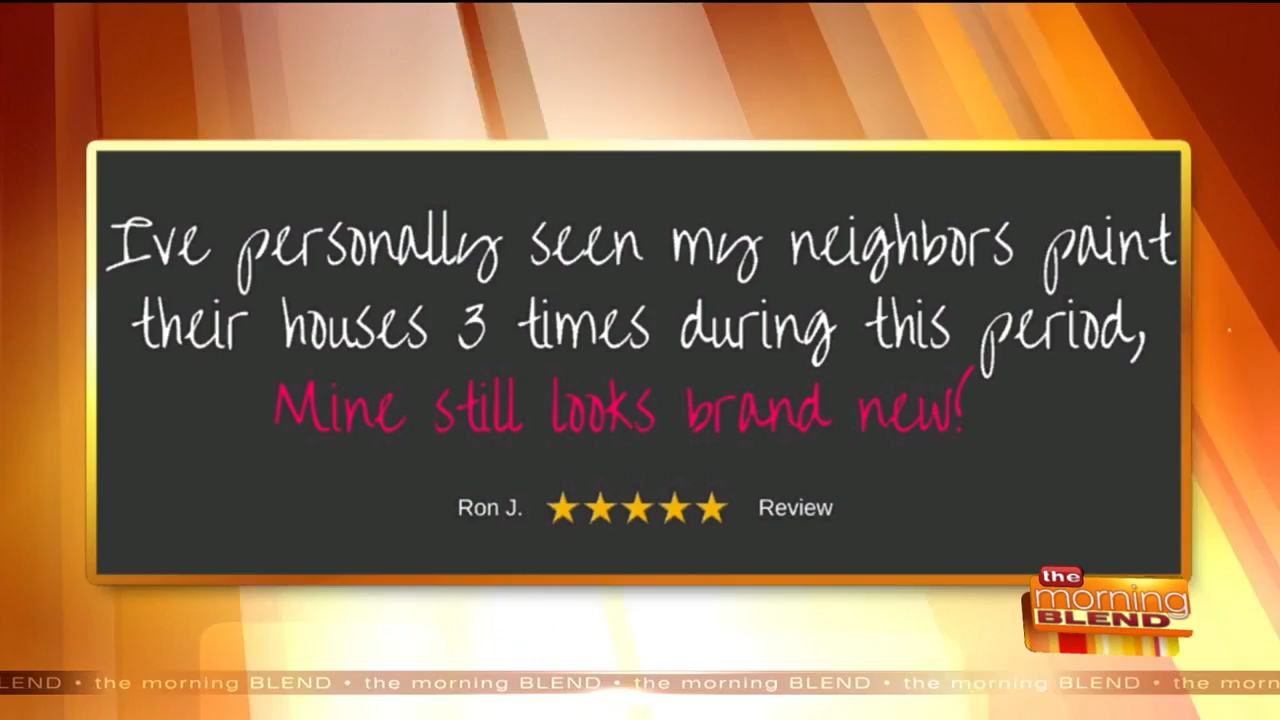 Ive personally seen my neighbors paint
their houses 3 times during this period,
Mine still looks brand new!
Ron J. ★★★★★ Review
the
morning
BLEND
LEND • the morning BLEND • the morning BLEND • the morning BLEND • the morning BLEND • the morn